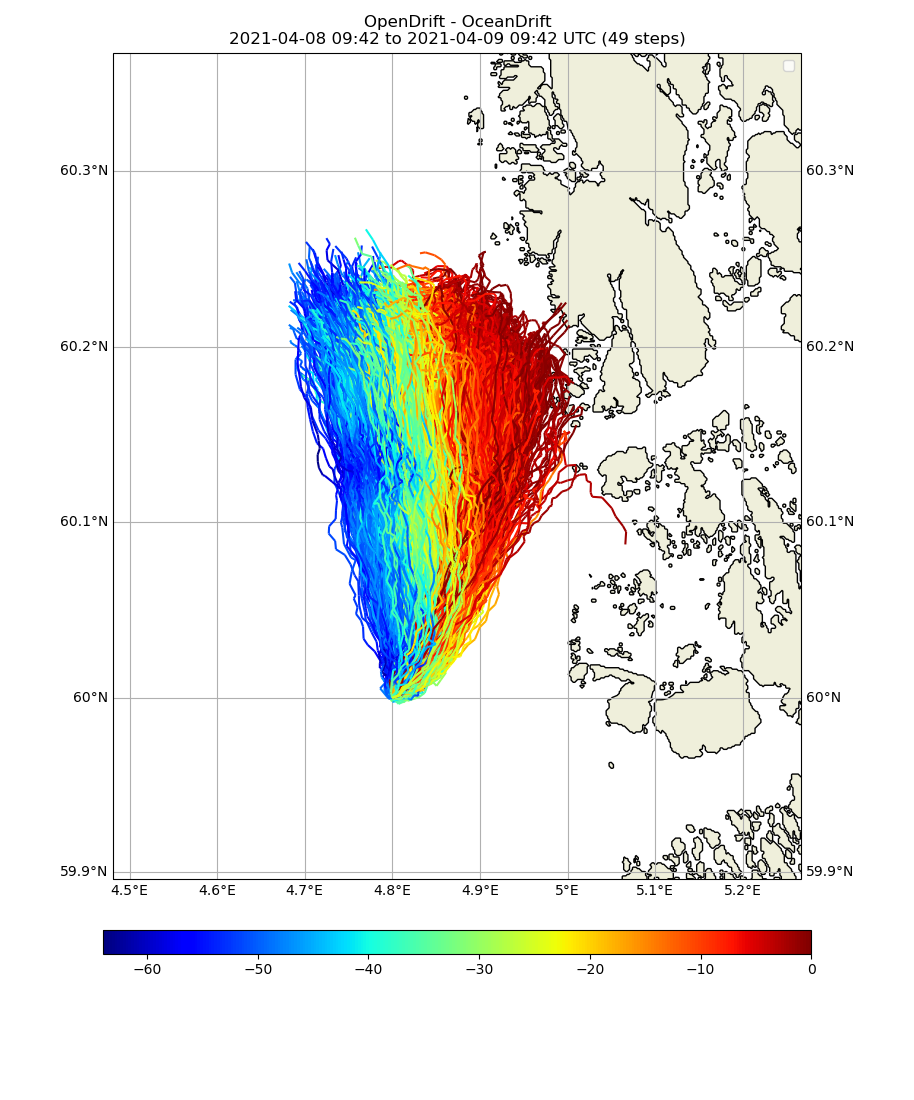 OpenDrift - OceanDrift
2021-04-08 09:42 to 2021-04-09 09:42 UTC (49 steps)
60.3°N 60.3°N
60.2°N 60.2°N
60.1°N 60.1°N
60°N 60°N
59.9°N 59.9°N
4.5°E 4.6°E 4.7°E 4.8°E 4.9°E 5°E 5.1°E 5.2°E
−60 −50 −40 −30 −20 −10 0